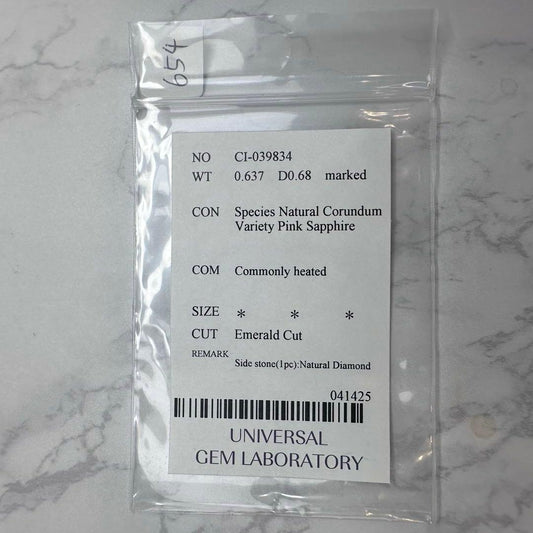 654
NO CI-039834
WT 0.637 D0.68 marked
CON Species Natural Corundum
Variety Pink Sapphire
COM Commonly heated
SIZE * * *
CUT Emerald Cut
REMARK Side stone(1pc):Natural Diamond
041425
UNIVERSAL
GEM LABORATORY